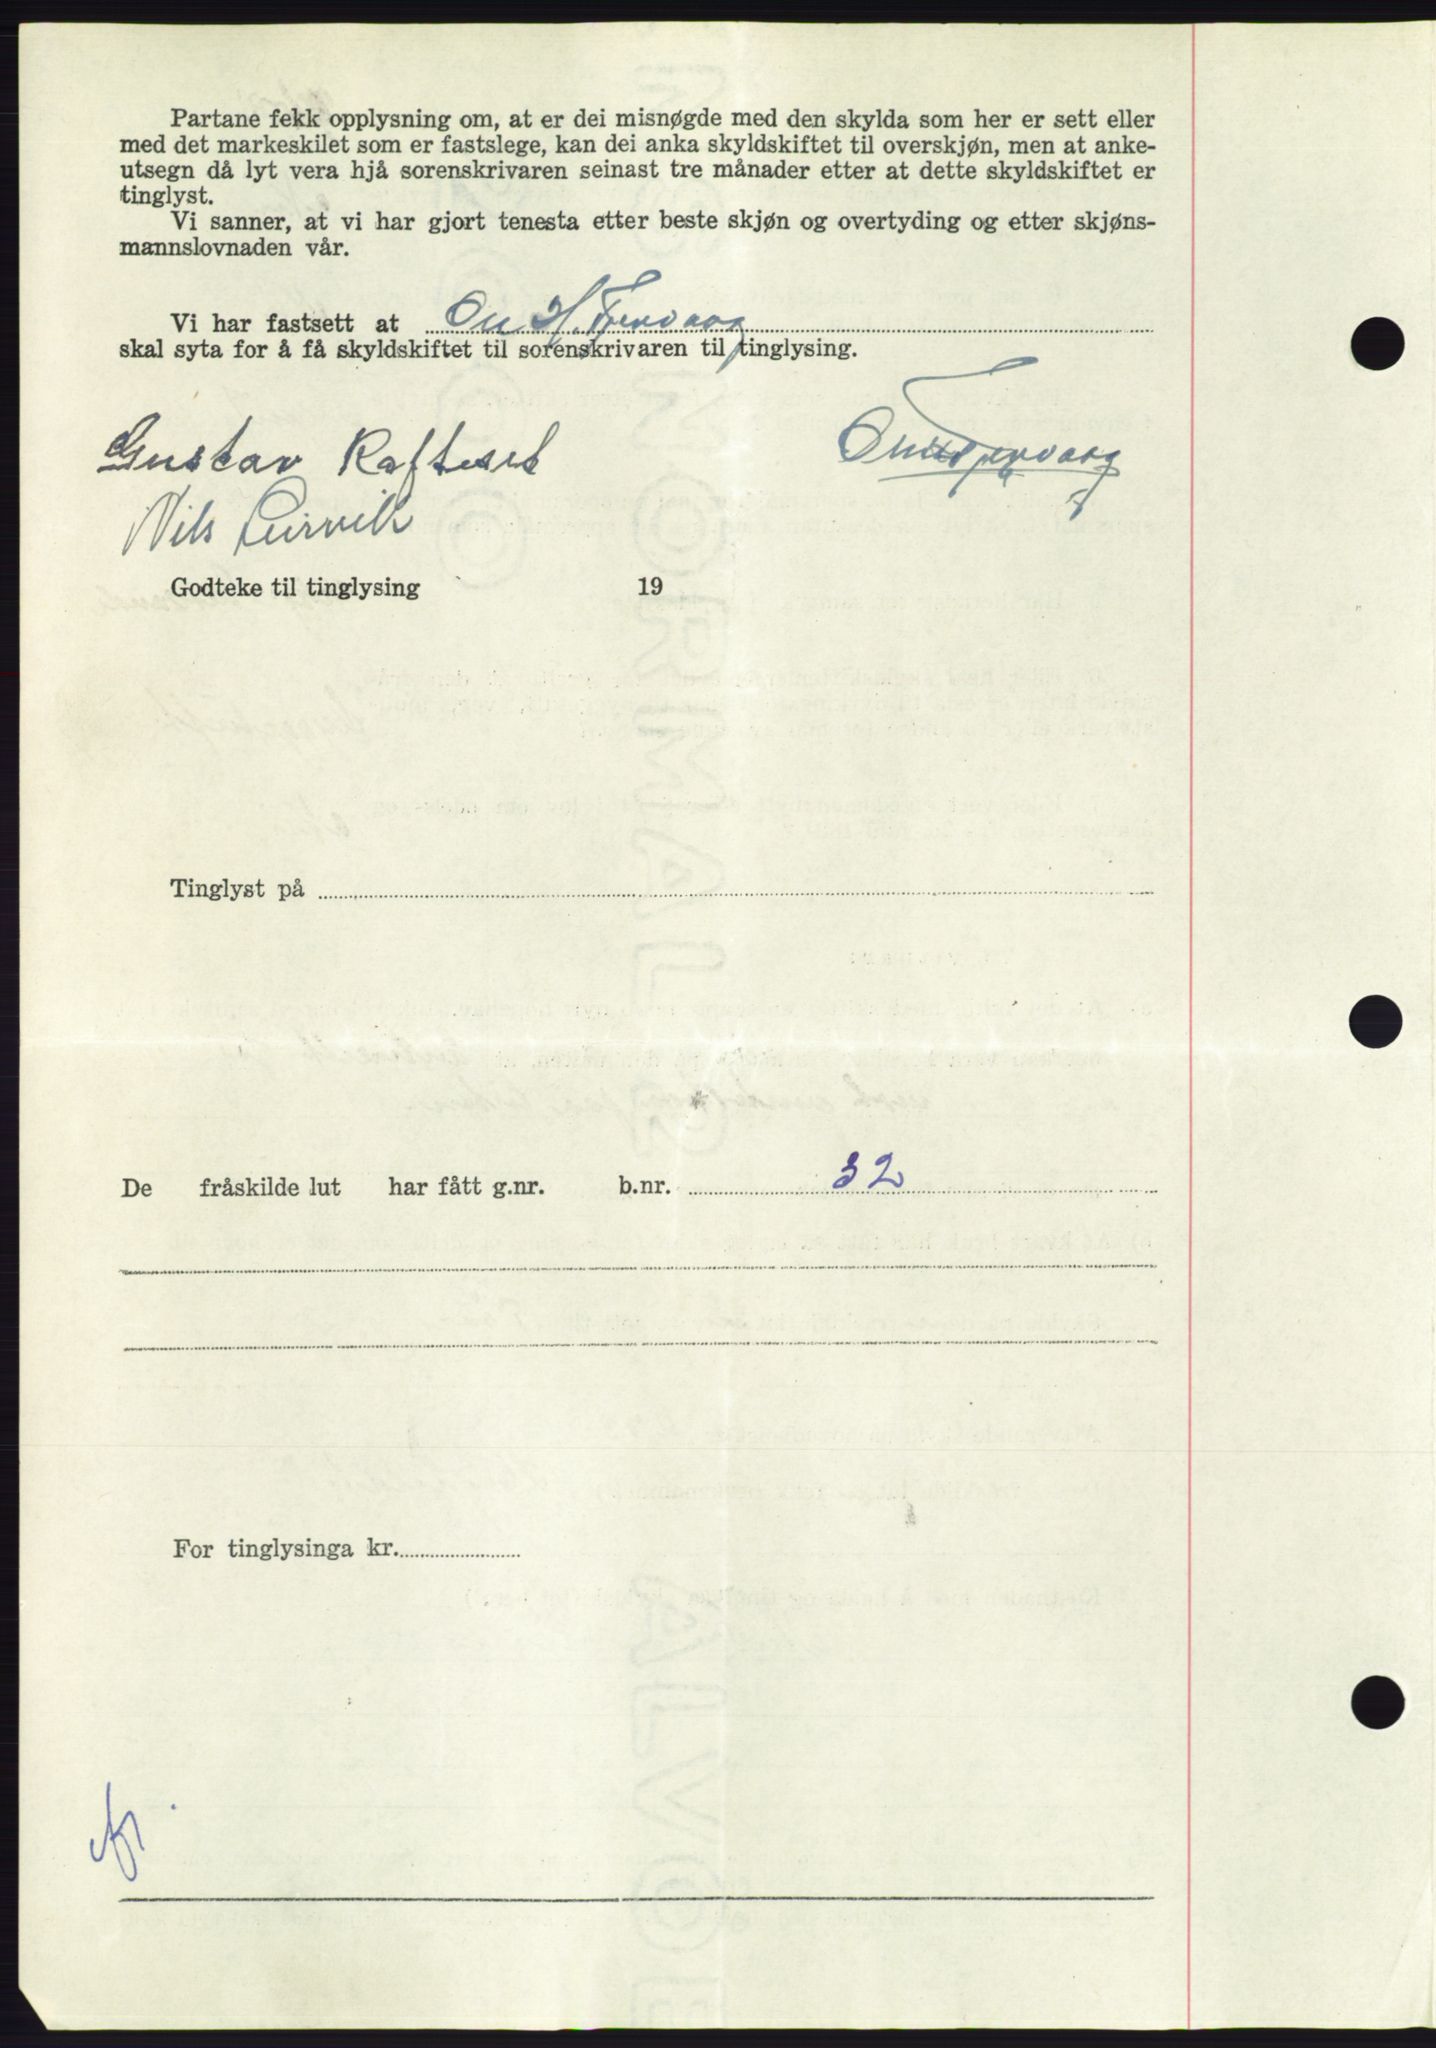 Partane fekk opplysning om, at er dei misnøgde med den skylda som her er sett eller
med det markeskilet som er fastslege, kan dei anka skyldskiftet til overskjøn, men at anke-
utsegn då lyt vera hjå sorenskrivaren seinast tre månader etter at dette skyldskiftet er
tinglyst.
Vi sanner, at vi har gjort tenesta etter beste skjøn og overtyding og etter skjøns-
mannslovnaden vår.
Vi har fastsett at
skal syta for å få skyldskiftet til sorenskrivaren til tinglysing.
Gustav
Nils
Godteke til tinglysing 19
Tinglyst på
De fråskilde lut har fått g.nr. b.nr. 32
For tinglysinga kr.